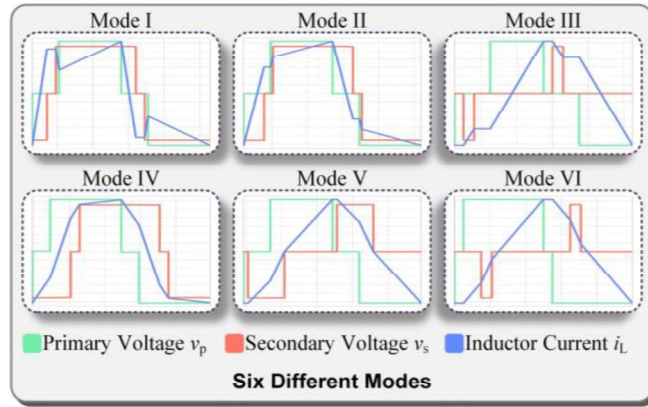 Mode I Mode II Mode III
Mode IV Mode V Mode VI
Primary Voltage vp Secondary Voltage vs Inductor Current iL
Six Different Modes